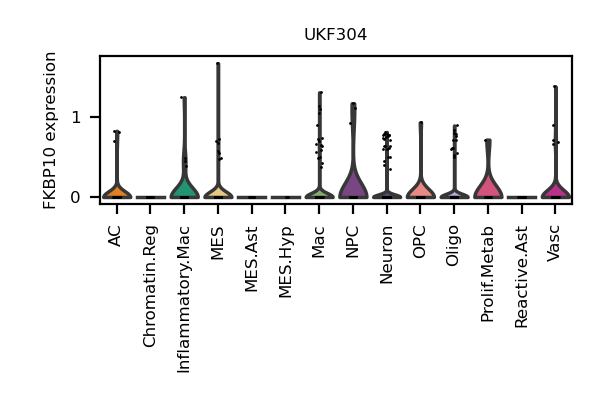 UKF304
FKBP10 expression
1
0
AC
Chromatin.Reg
Inflammatory.Mac
MES
MES.Ast
MES.Hyp
Mac
NPC
Neuron
OPC
Oligo
Prolif.Metab
Reactive.Ast
Vasc